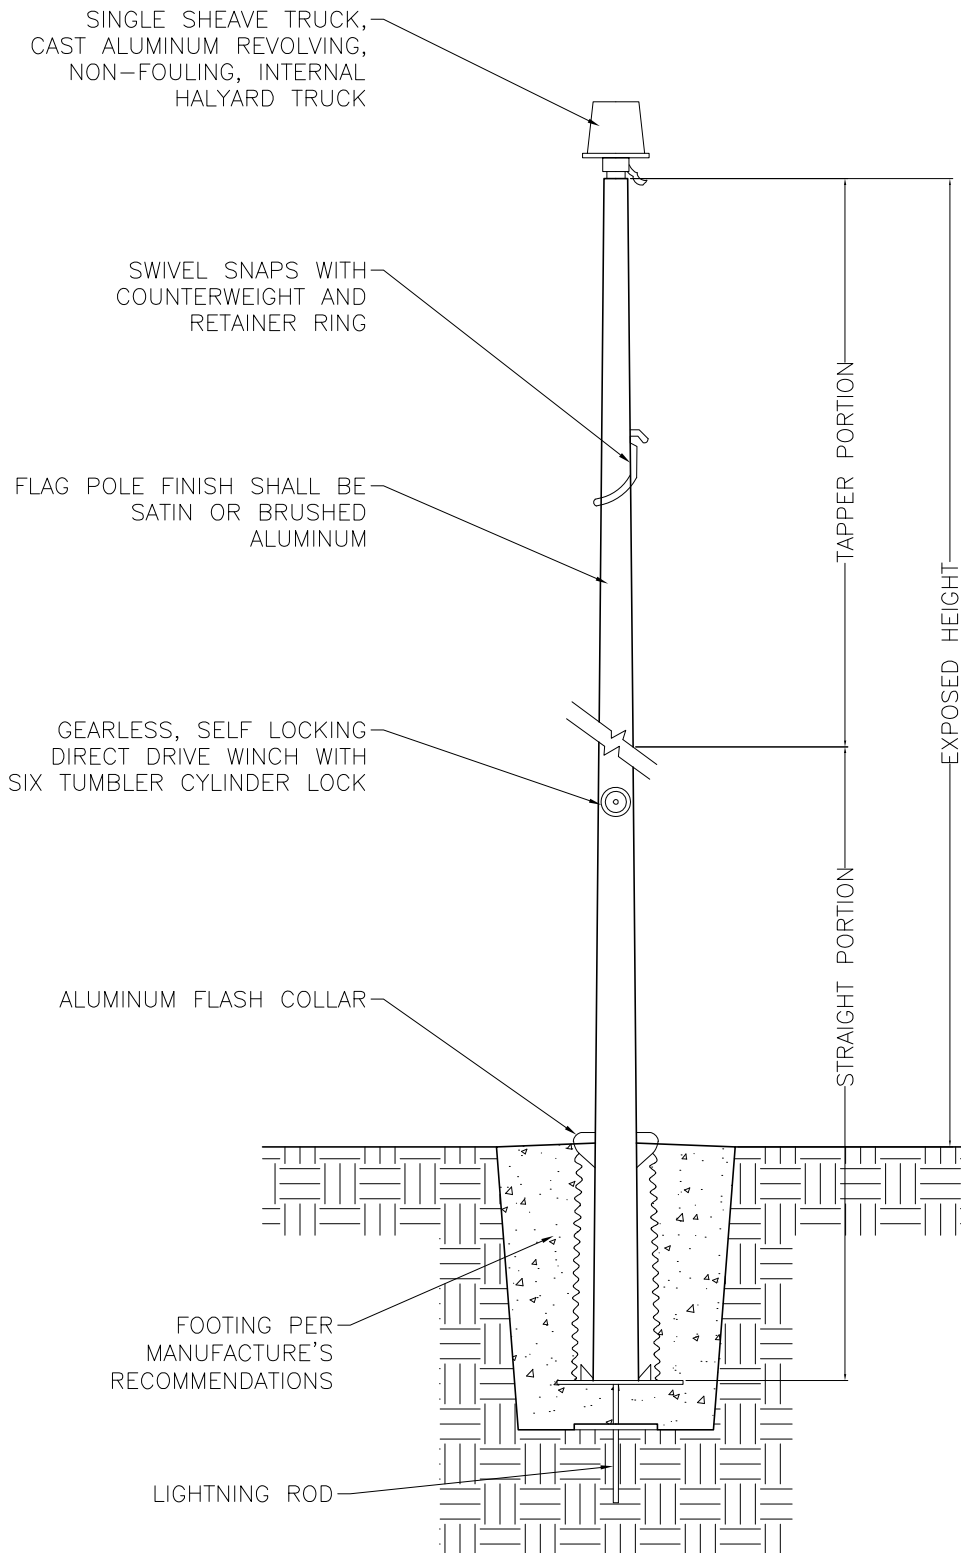 SINGLE SHEAVE TRUCK,
CAST ALUMINUM REVOLVING,
NON-FOULING, INTERNAL
HALYARD TRUCK
SWIVEL SNAPS WITH
COUNTERWEIGHT AND
RETAINER RING
TAPPER PORTION
FLAG POLE FINISH SHALL BE
SATIN OR BRUSHED
ALUMINUM
EXPOSED HEIGHT
GEARLESS, SELF LOCKING
DIRECT DRIVE WINCH WITH
SIX TUMBLER CYLINDER LOCK
STRAIGHT PORTION
ALUMINUM FLASH COLLAR
FOOTING PER
MANUFACTURE'S
RECOMMENDATIONS
LIGHTNING ROD